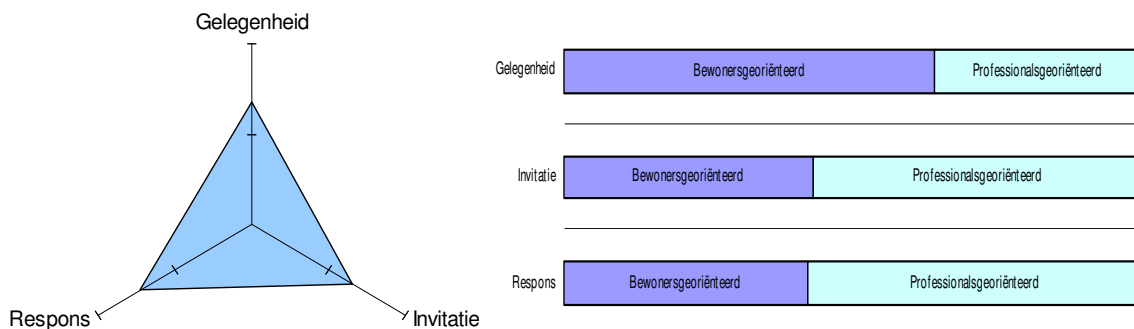 Gelegenheid
Respons
Invitatie
Gelegenheid Bewonersgeoriënteerd Professionalsgeoriënteerd
Invitatie Bewonersgeoriënteerd Professionalsgeoriënteerd
Respons Bewonersgeoriënteerd Professionalsgeoriënteerd